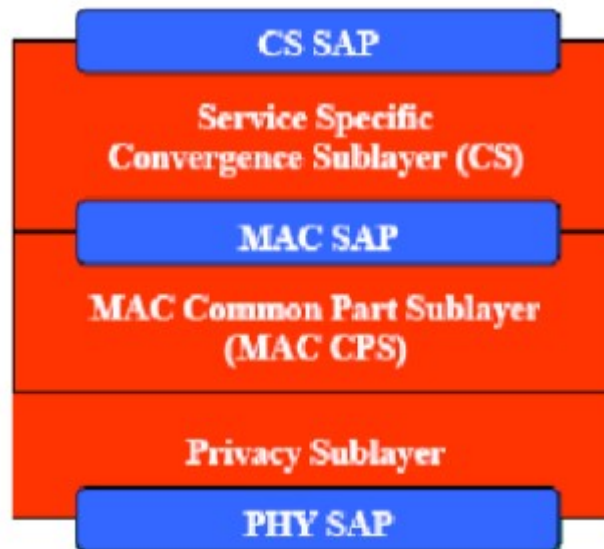 CS SAP
Service Specific
Convergence Sublayer (CS)
MAC SAP
MAC Common Part Sublayer
(MAC CPS)
Privacy Sublayer
PHY SAP